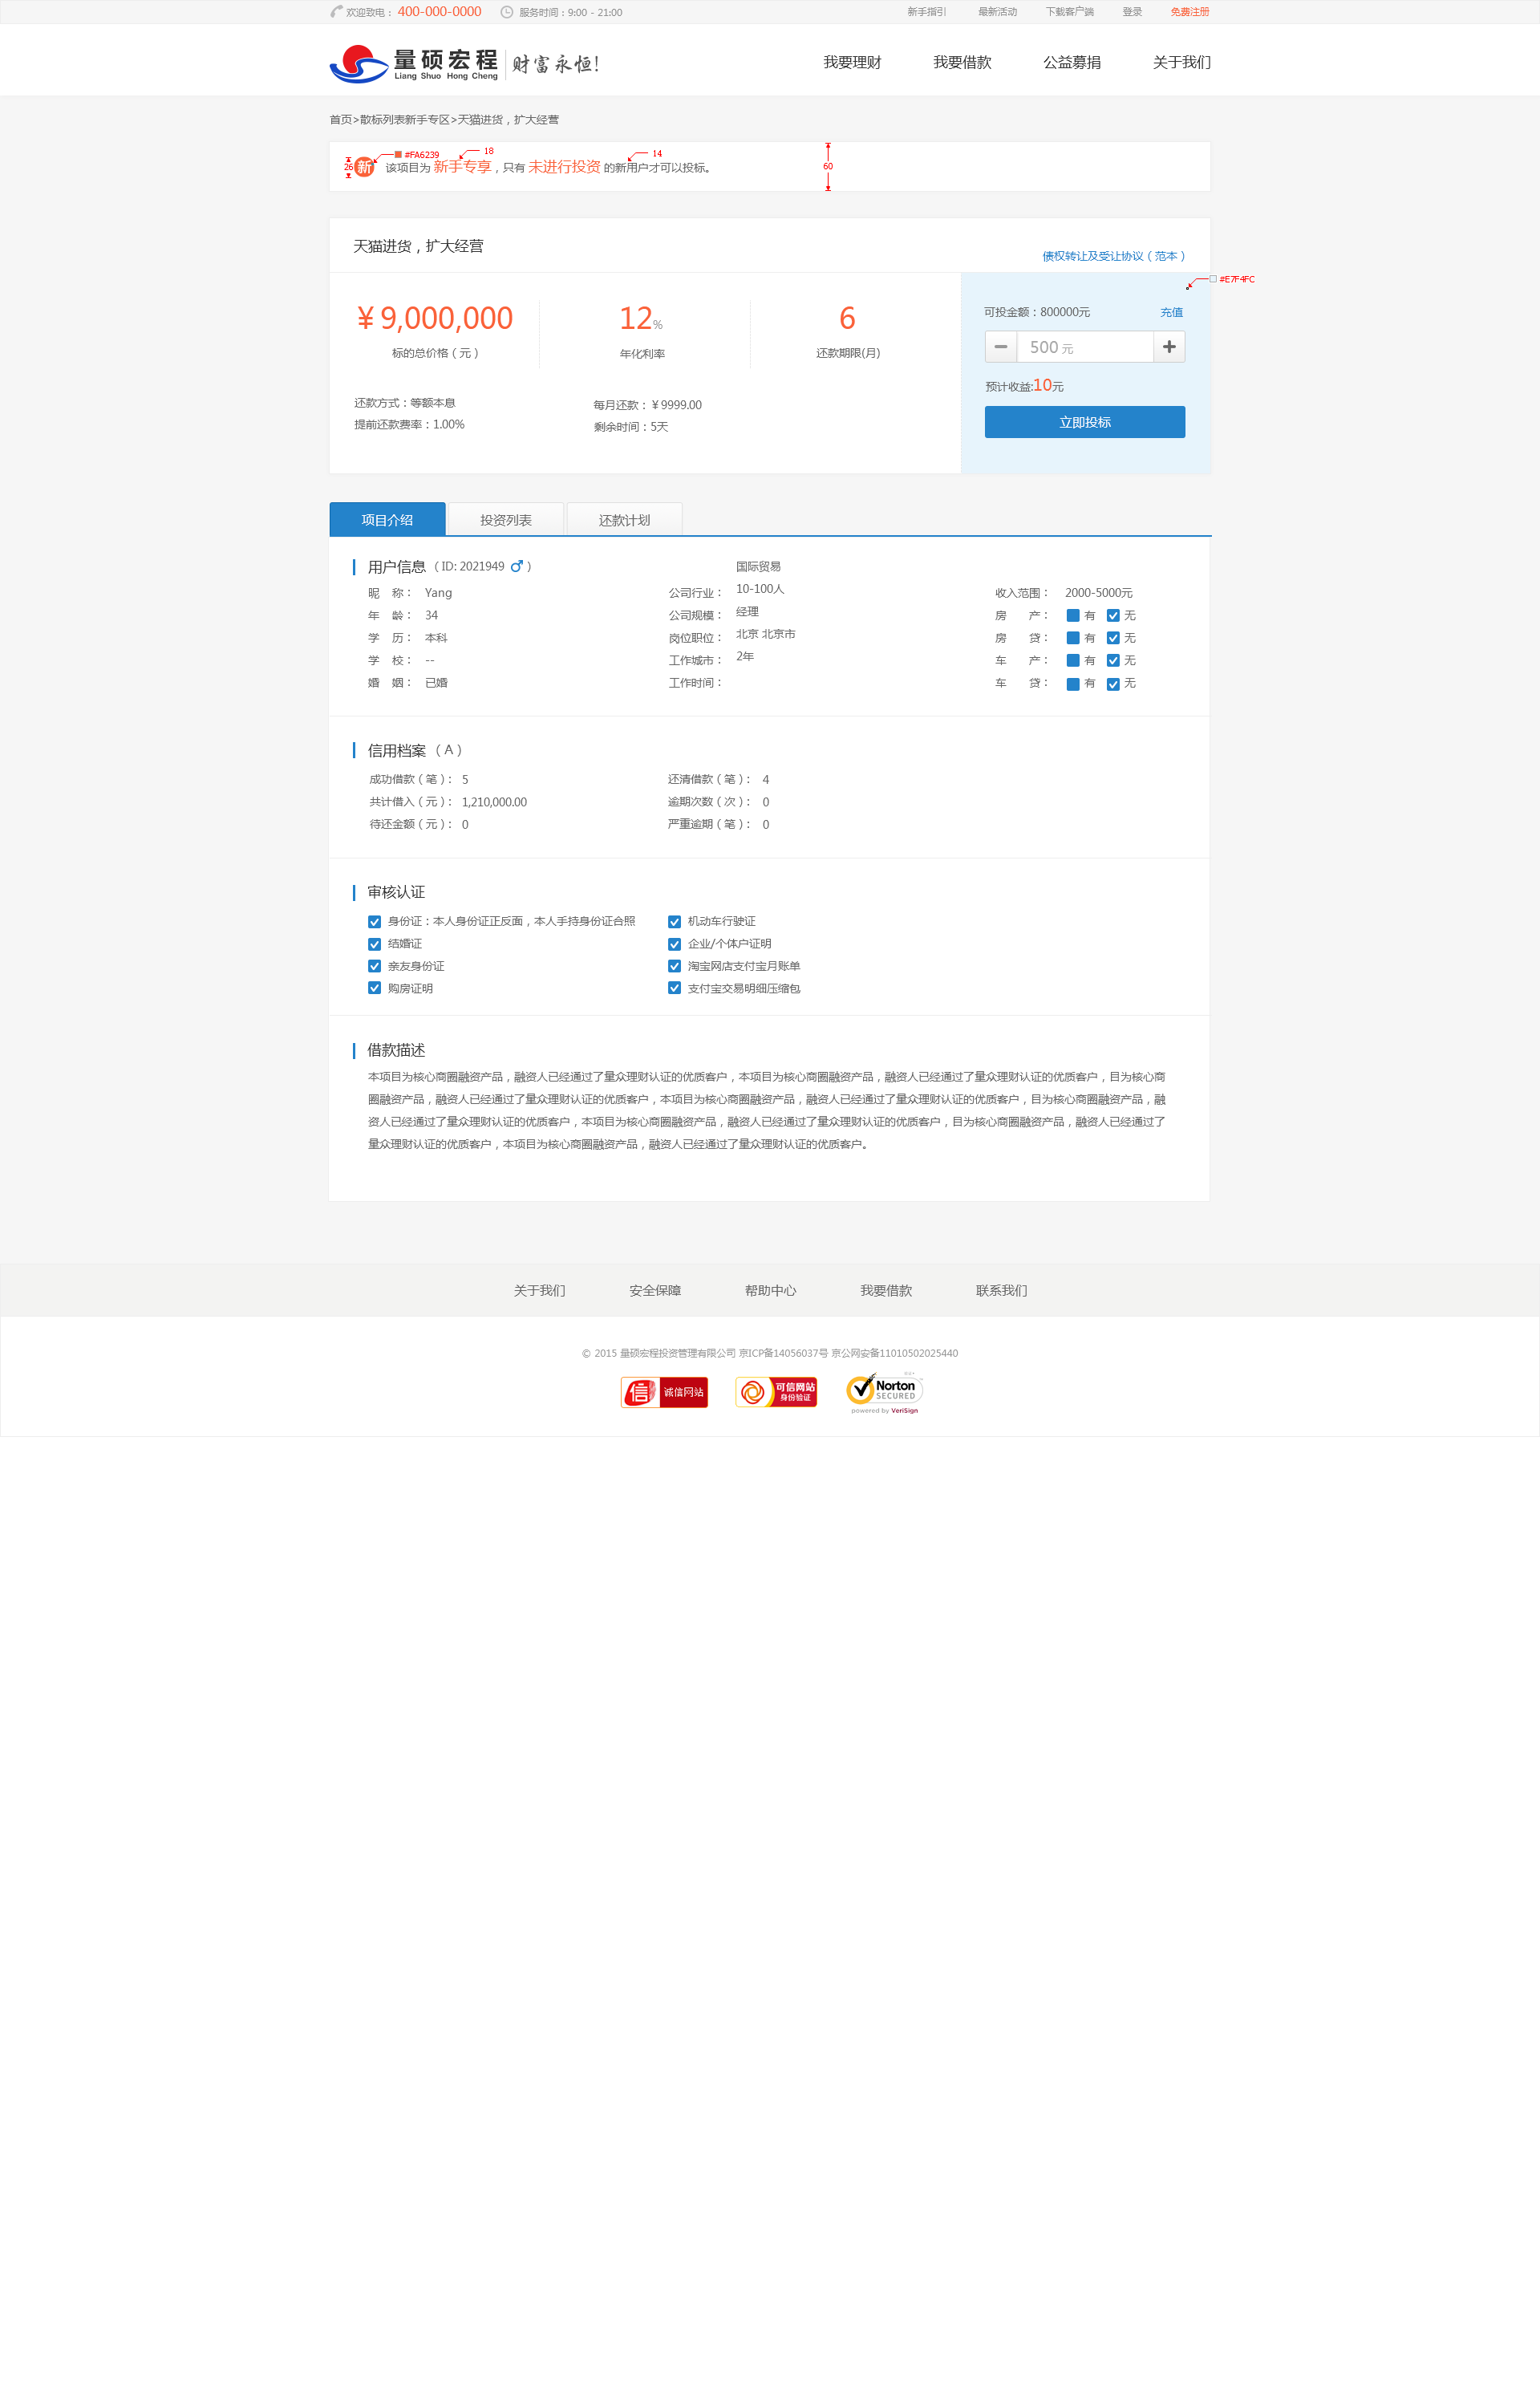 欢迎致电： 400-000-0000 服务时间：9:00 - 21:00 新手指引 最新活动 下载客户端 登录 免费注册
量硕宏程 Liang Shuo Hong Cheng 财富永恒! 我要理财 我要借款 公益募捐 关于我们
首页>散标列表新手专区>天猫进货，扩大经营
#FA6239 18 14
26 新 该项目为 新手专享，只有 未进行投资 的新用户才可以投标。 60
天猫进货，扩大经营
债权转让及受让协议（范本）
#E7F4FC
￥9,000,000 12% 6
标的总价格（元） 年化利率 还款期限(月)
还款方式：等额本息 每月还款：￥9999.00
提前还款费率：1.00% 剩余时间：5天
可投金额：800000元 充值
500 元
预计收益:10元
立即投标
项目介绍 投资列表 还款计划
用户信息（ID: 2021949 ♂）
昵 称： Yang
年 龄： 34
学 历： 本科
学 校： --
婚 姻： 已婚
公司行业： 国际贸易
公司规模： 10-100人
岗位职位： 经理
工作城市： 北京 北京市
工作时间： 2年
收入范围： 2000-5000元
房 产： 有 无
房 贷： 有 无
车 产： 有 无
车 贷： 有 无
信用档案（A）
成功借款（笔）： 5 还清借款（笔）： 4
共计借入（元）： 1,210,000.00 逾期次数（次）： 0
待还金额（元）： 0 严重逾期（笔）： 0
审核认证
身份证：本人身份证正反面，本人手持身份证合照 机动车行驶证
结婚证 企业/个体户证明
亲友身份证 淘宝网店支付宝月账单
购房证明 支付宝交易明细压缩包
借款描述
本项目为核心商圈融资产品，融资人已经通过了量众理财认证的优质客户，本项目为核心商圈融资产品，融资人已经通过了量众理财认证的优质客户，目为核心商
圈融资产品，融资人已经通过了量众理财认证的优质客户，本项目为核心商圈融资产品，融资人已经通过了量众理财认证的优质客户，目为核心商圈融资产品，融
资人已经通过了量众理财认证的优质客户，本项目为核心商圈融资产品，融资人已经通过了量众理财认证的优质客户，目为核心商圈融资产品，融资人已经通过了
量众理财认证的优质客户，本项目为核心商圈融资产品，融资人已经通过了量众理财认证的优质客户。
关于我们 安全保障 帮助中心 我要借款 联系我们
© 2015 量硕宏程投资管理有限公司 京ICP备14056037号 京公网安备11010502025440
信 诚信网站
可信网站
身份验证
Norton
SECURED
powered by VeriSign